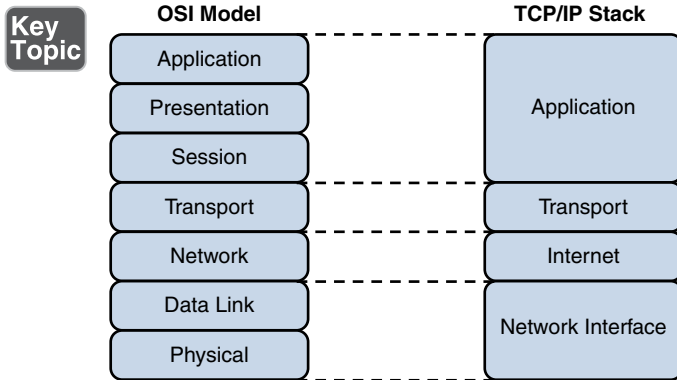 Key
Topic
OSI Model
Application
Presentation
Session
Transport
Network
Data Link
Physical
TCP/IP Stack
Application
Transport
Internet
Network Interface